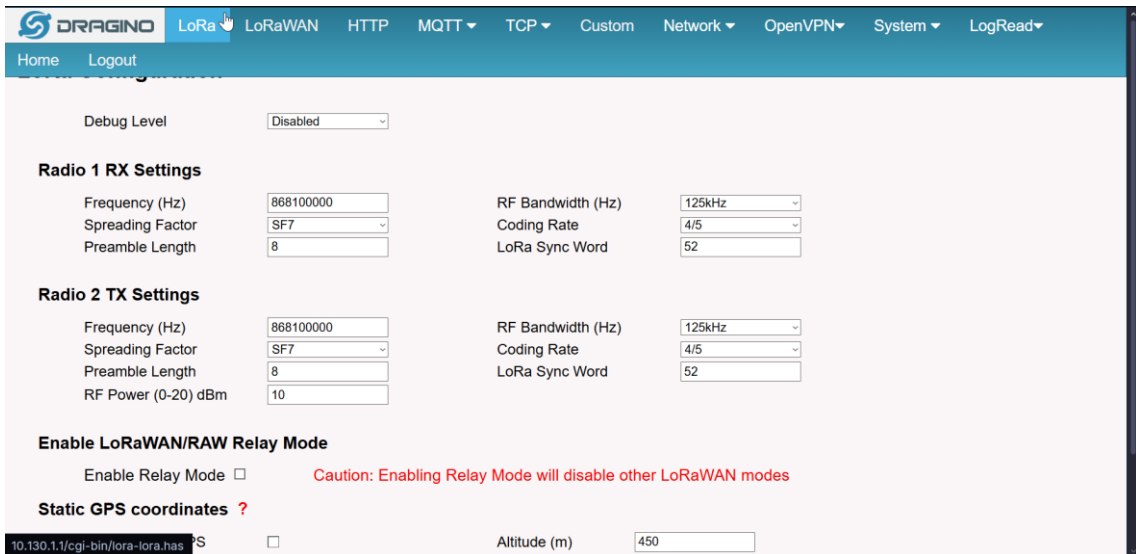 DRAGINO LoRa LoRaWAN HTTP MQTT TCP Custom Network OpenVPN System LogRead
Home Logout
Debug Level Disabled
Radio 1 RX Settings
Frequency (Hz) 868100000 RF Bandwidth (Hz) 125kHz
Spreading Factor SF7 Coding Rate 4/5
Preamble Length 8 LoRa Sync Word 52
Radio 2 TX Settings
Frequency (Hz) 868100000 RF Bandwidth (Hz) 125kHz
Spreading Factor SF7 Coding Rate 4/5
Preamble Length 8 LoRa Sync Word 52
RF Power (0-20) dBm 10
Enable LoRaWAN/RAW Relay Mode
Enable Relay Mode Caution: Enabling Relay Mode will disable other LoRaWAN modes
Static GPS coordinates ?
10.130.1.1/cgi-bin/lora-lora.has PS Altitude (m) 450